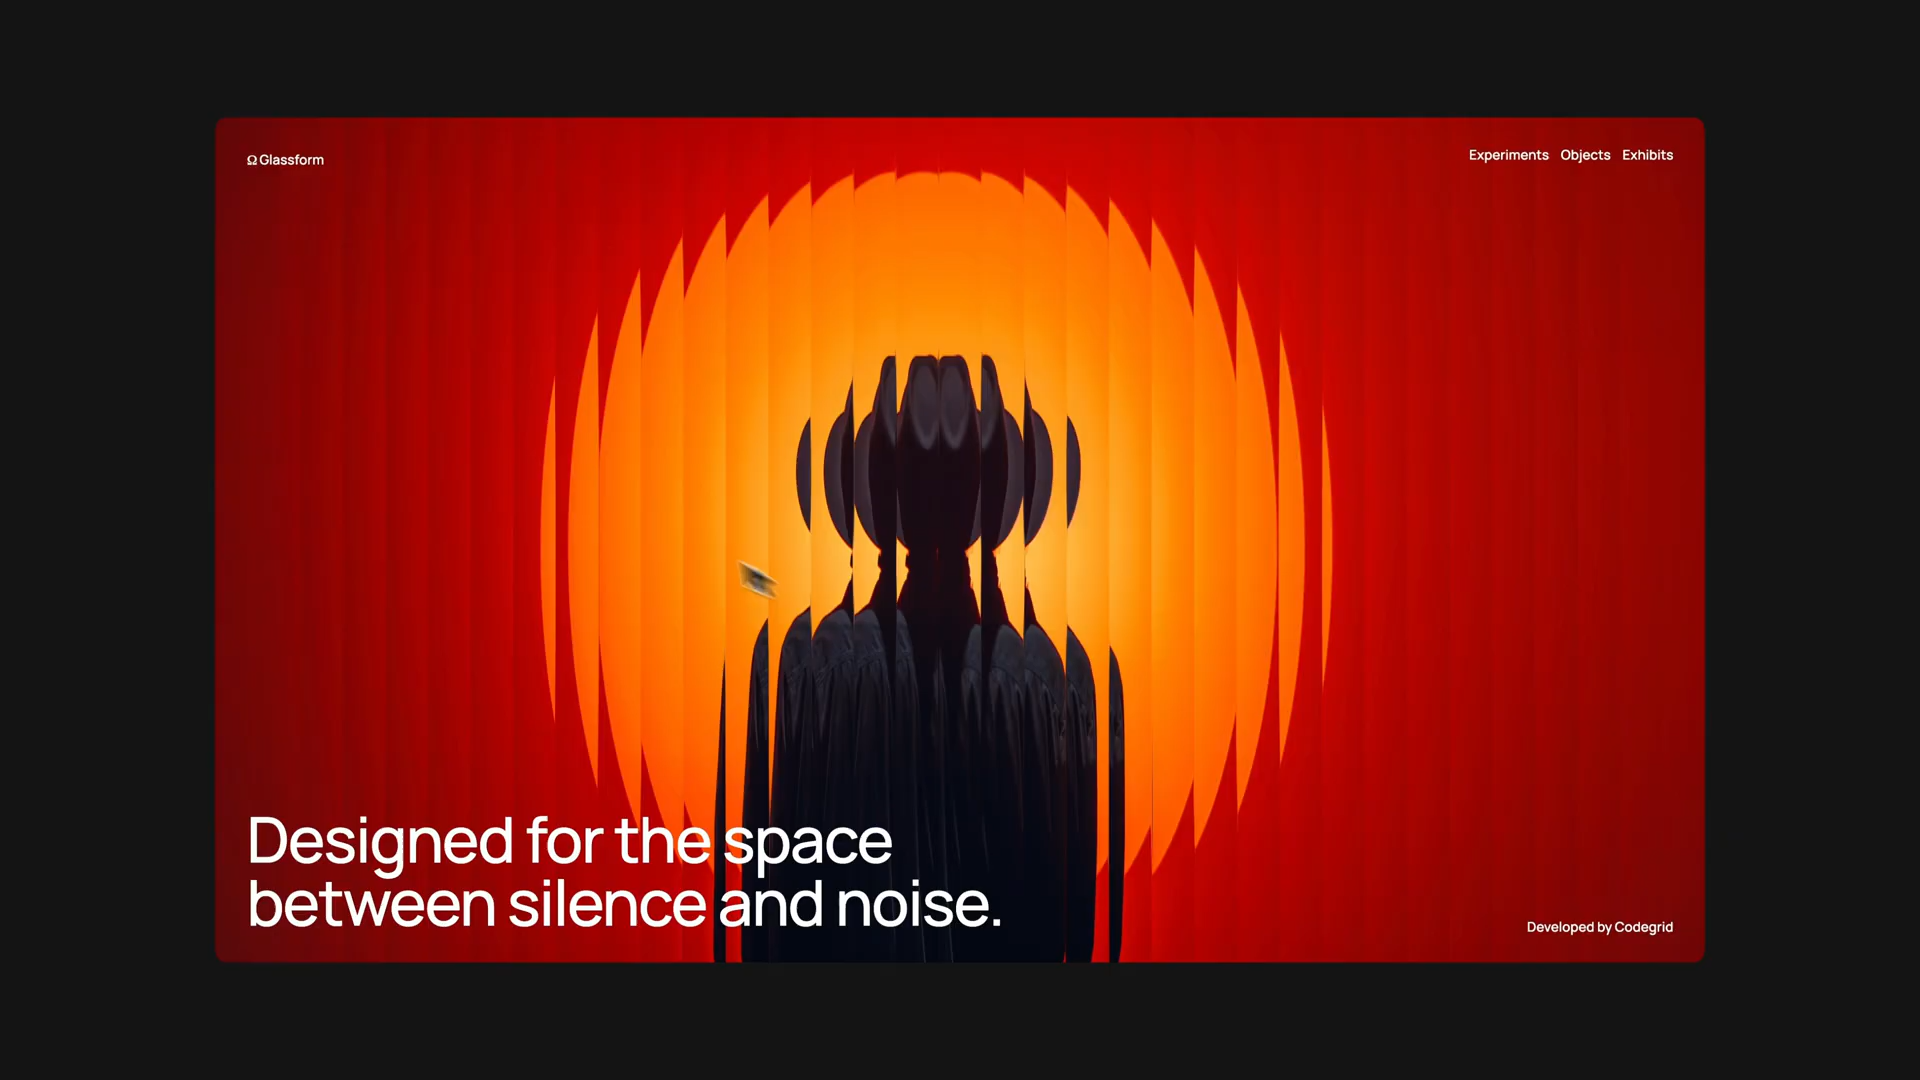 Ω Glassform
Experiments Objects Exhibits
Designed for the space
between silence and noise.
Developed by Codegrid